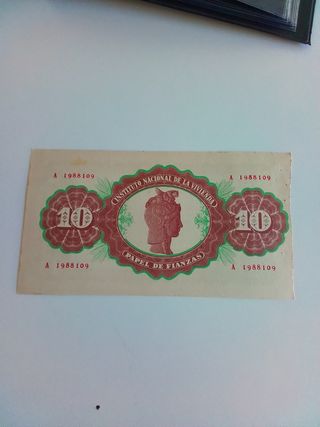 A 1988109
A 1988109
INSTITUTO NACIONAL DE LA VIVIENDA
10
10
PAPEL DE FIANZAS
A 1988109
A 1988109